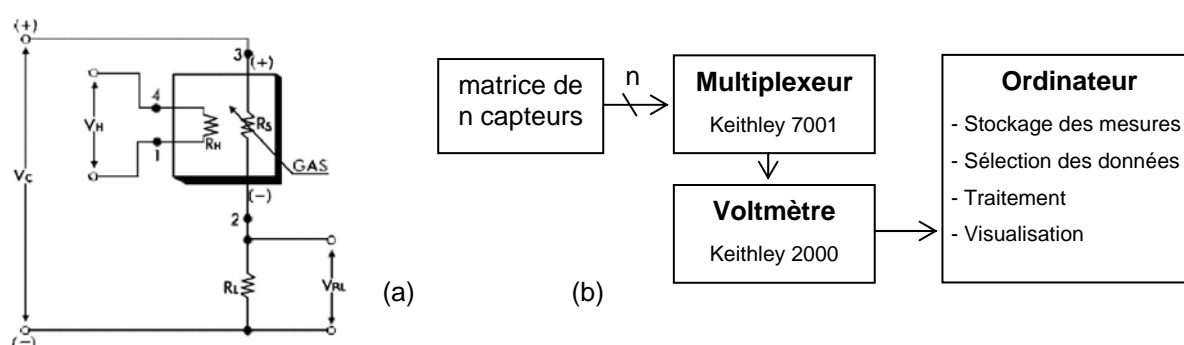 (+)
3
(+)
4
VH
RH
RS
1
GAS
VC
(-)
2
RL
VRL
(-)
(a)
matrice de
n capteurs
n
Multiplexeur
Keithley 7001
Voltmètre
Keithley 2000
Ordinateur
- Stockage des mesures
- Sélection des données
- Traitement
- Visualisation
(b)